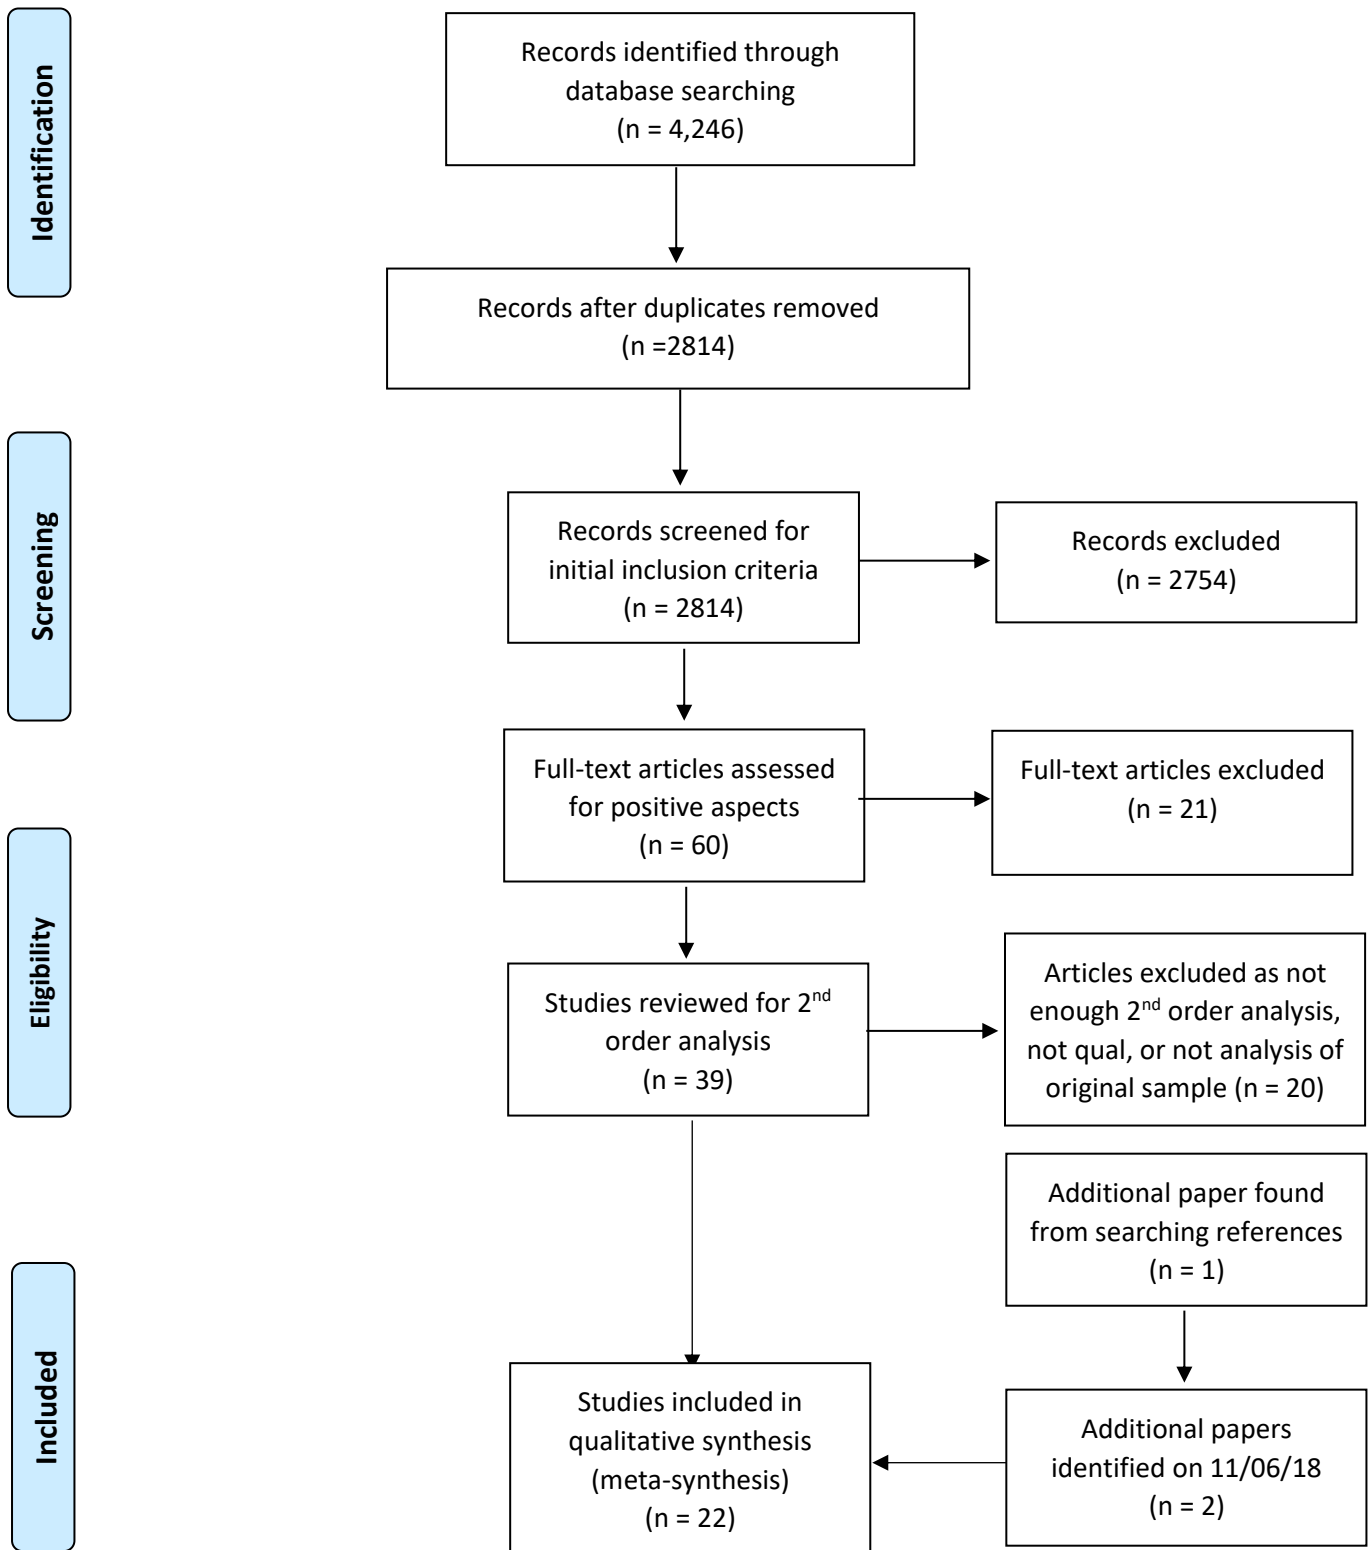 Identification
Records identified through
database searching
(n = 4,246)
Records after duplicates removed
(n =2814)
Screening
Records screened for
initial inclusion criteria
(n = 2814)
Records excluded
(n = 2754)
Full-text articles assessed
for positive aspects
(n = 60)
Full-text articles excluded
(n = 21)
Eligibility
Studies reviewed for 2nd
order analysis
(n = 39)
Articles excluded as not
enough 2nd order analysis,
not qual, or not analysis of
original sample (n = 20)
Additional paper found
from searching references
(n = 1)
Included
Studies included in
qualitative synthesis
(meta-synthesis)
(n = 22)
Additional papers
identified on 11/06/18
(n = 2)